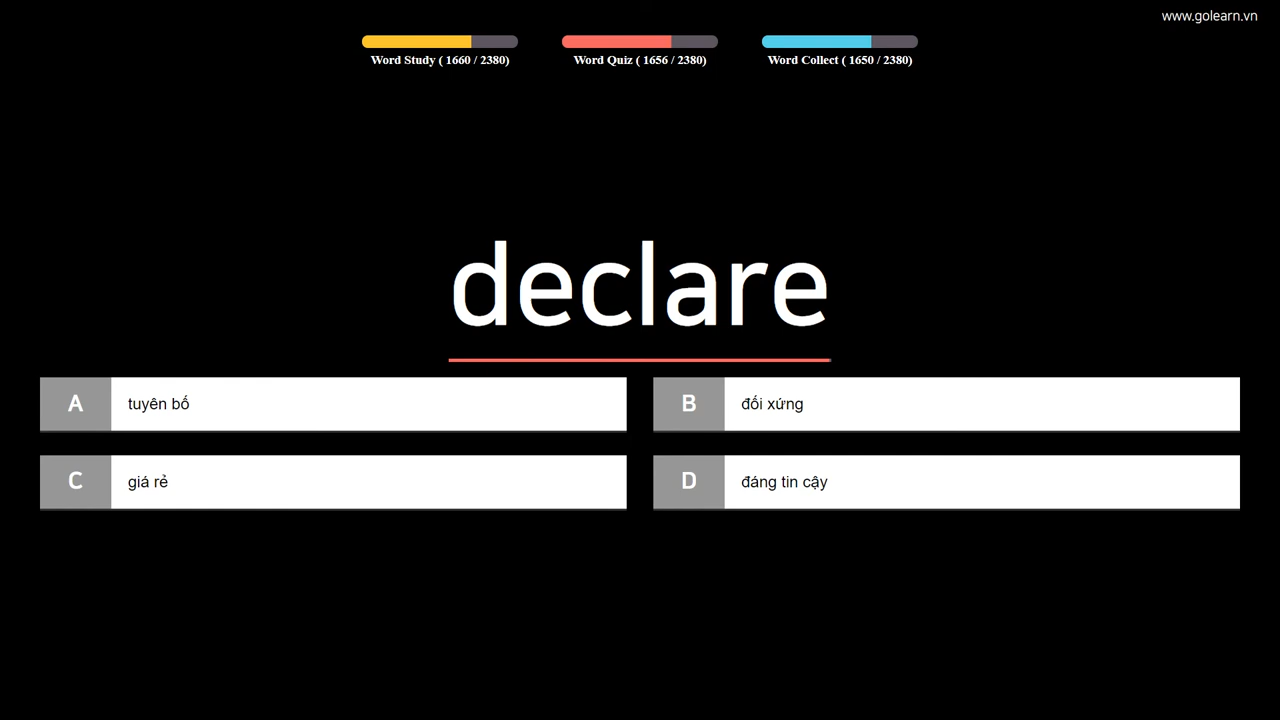 www.golearn.vn
Word Study ( 1660 / 2380)
Word Quiz ( 1656 / 2380)
Word Collect ( 1650 / 2380)
declare
A tuyên bố
B đối xứng
C giá rẻ
D đáng tin cậy